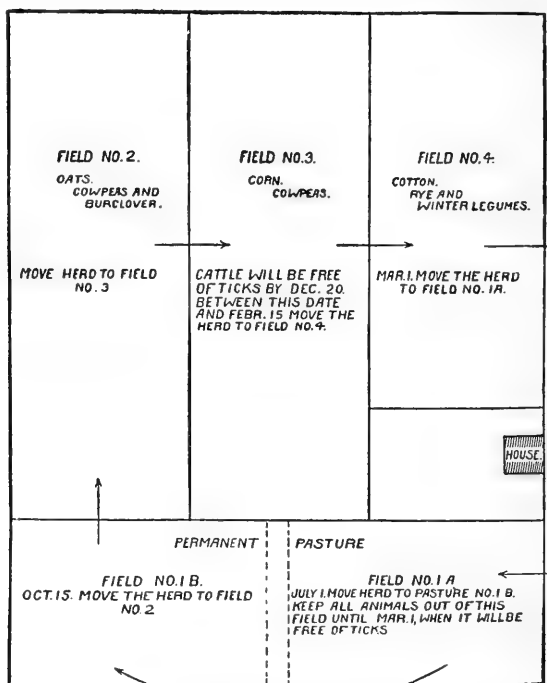 FIELD NO.2.
OATS.
COWPEAS AND
BURCLOVER.
MOVE HERD TO FIELD
NO. 3
FIELD NO.3.
CORN.
COWPEAS.
CATTLE WILL BE FREE
OF TICKS BY DEC. 20.
BETWEEN THIS DATE
AND FEBR. 15 MOVE THE
HERD TO FIELD NO.4.
FIELD NO.4.
COTTON.
RYE AND
WINTER LEGUMES.
MAR.1. MOVE THE HERD
TO FIELD NO.1A.
HOUSE.
PERMANENT PASTURE
FIELD NO.1 B.
OCT.15. MOVE THE HERD TO FIELD
NO.2
FIELD NO.1 A
JULY 1. MOVE HERD TO PASTURE NO.1 B.
KEEP ALL ANIMALS OUT OF THIS
FIELD UNTIL MAR.1, WHEN IT WILL BE
FREE OF TICKS